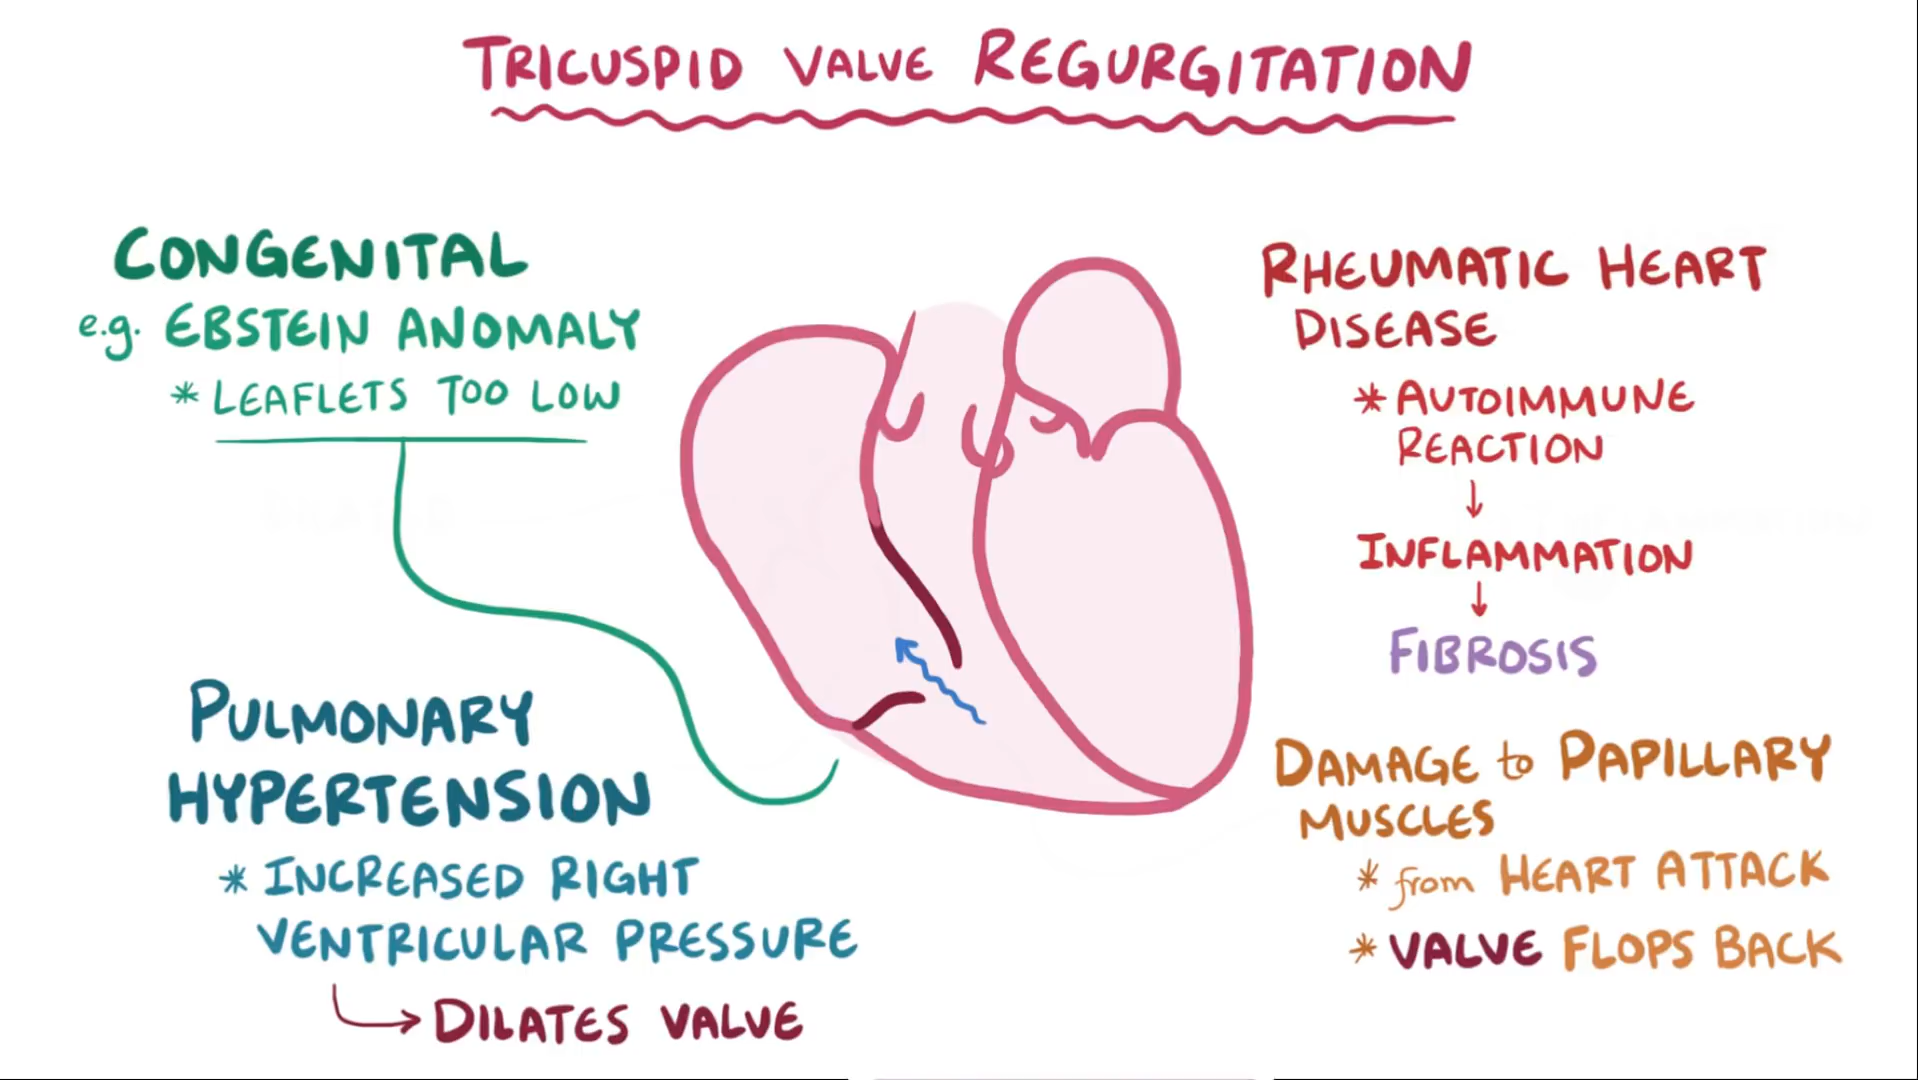 TRICUSPID VALVE REGURGITATION
CONGENITAL
e.g. EBSTEIN ANOMALY
* LEAFLETS TOO LOW
PULMONARY
HYPERTENSION
* INCREASED RIGHT
VENTRICULAR PRESSURE
→ DILATES VALVE
RHEUMATIC HEART
DISEASE
* AUTOIMMUNE
REACTION
↓
INFLAMMATION
↓
FIBROSIS
DAMAGE to PAPILLARY
MUSCLES
* from HEART ATTACK
* VALVE FLOPS BACK